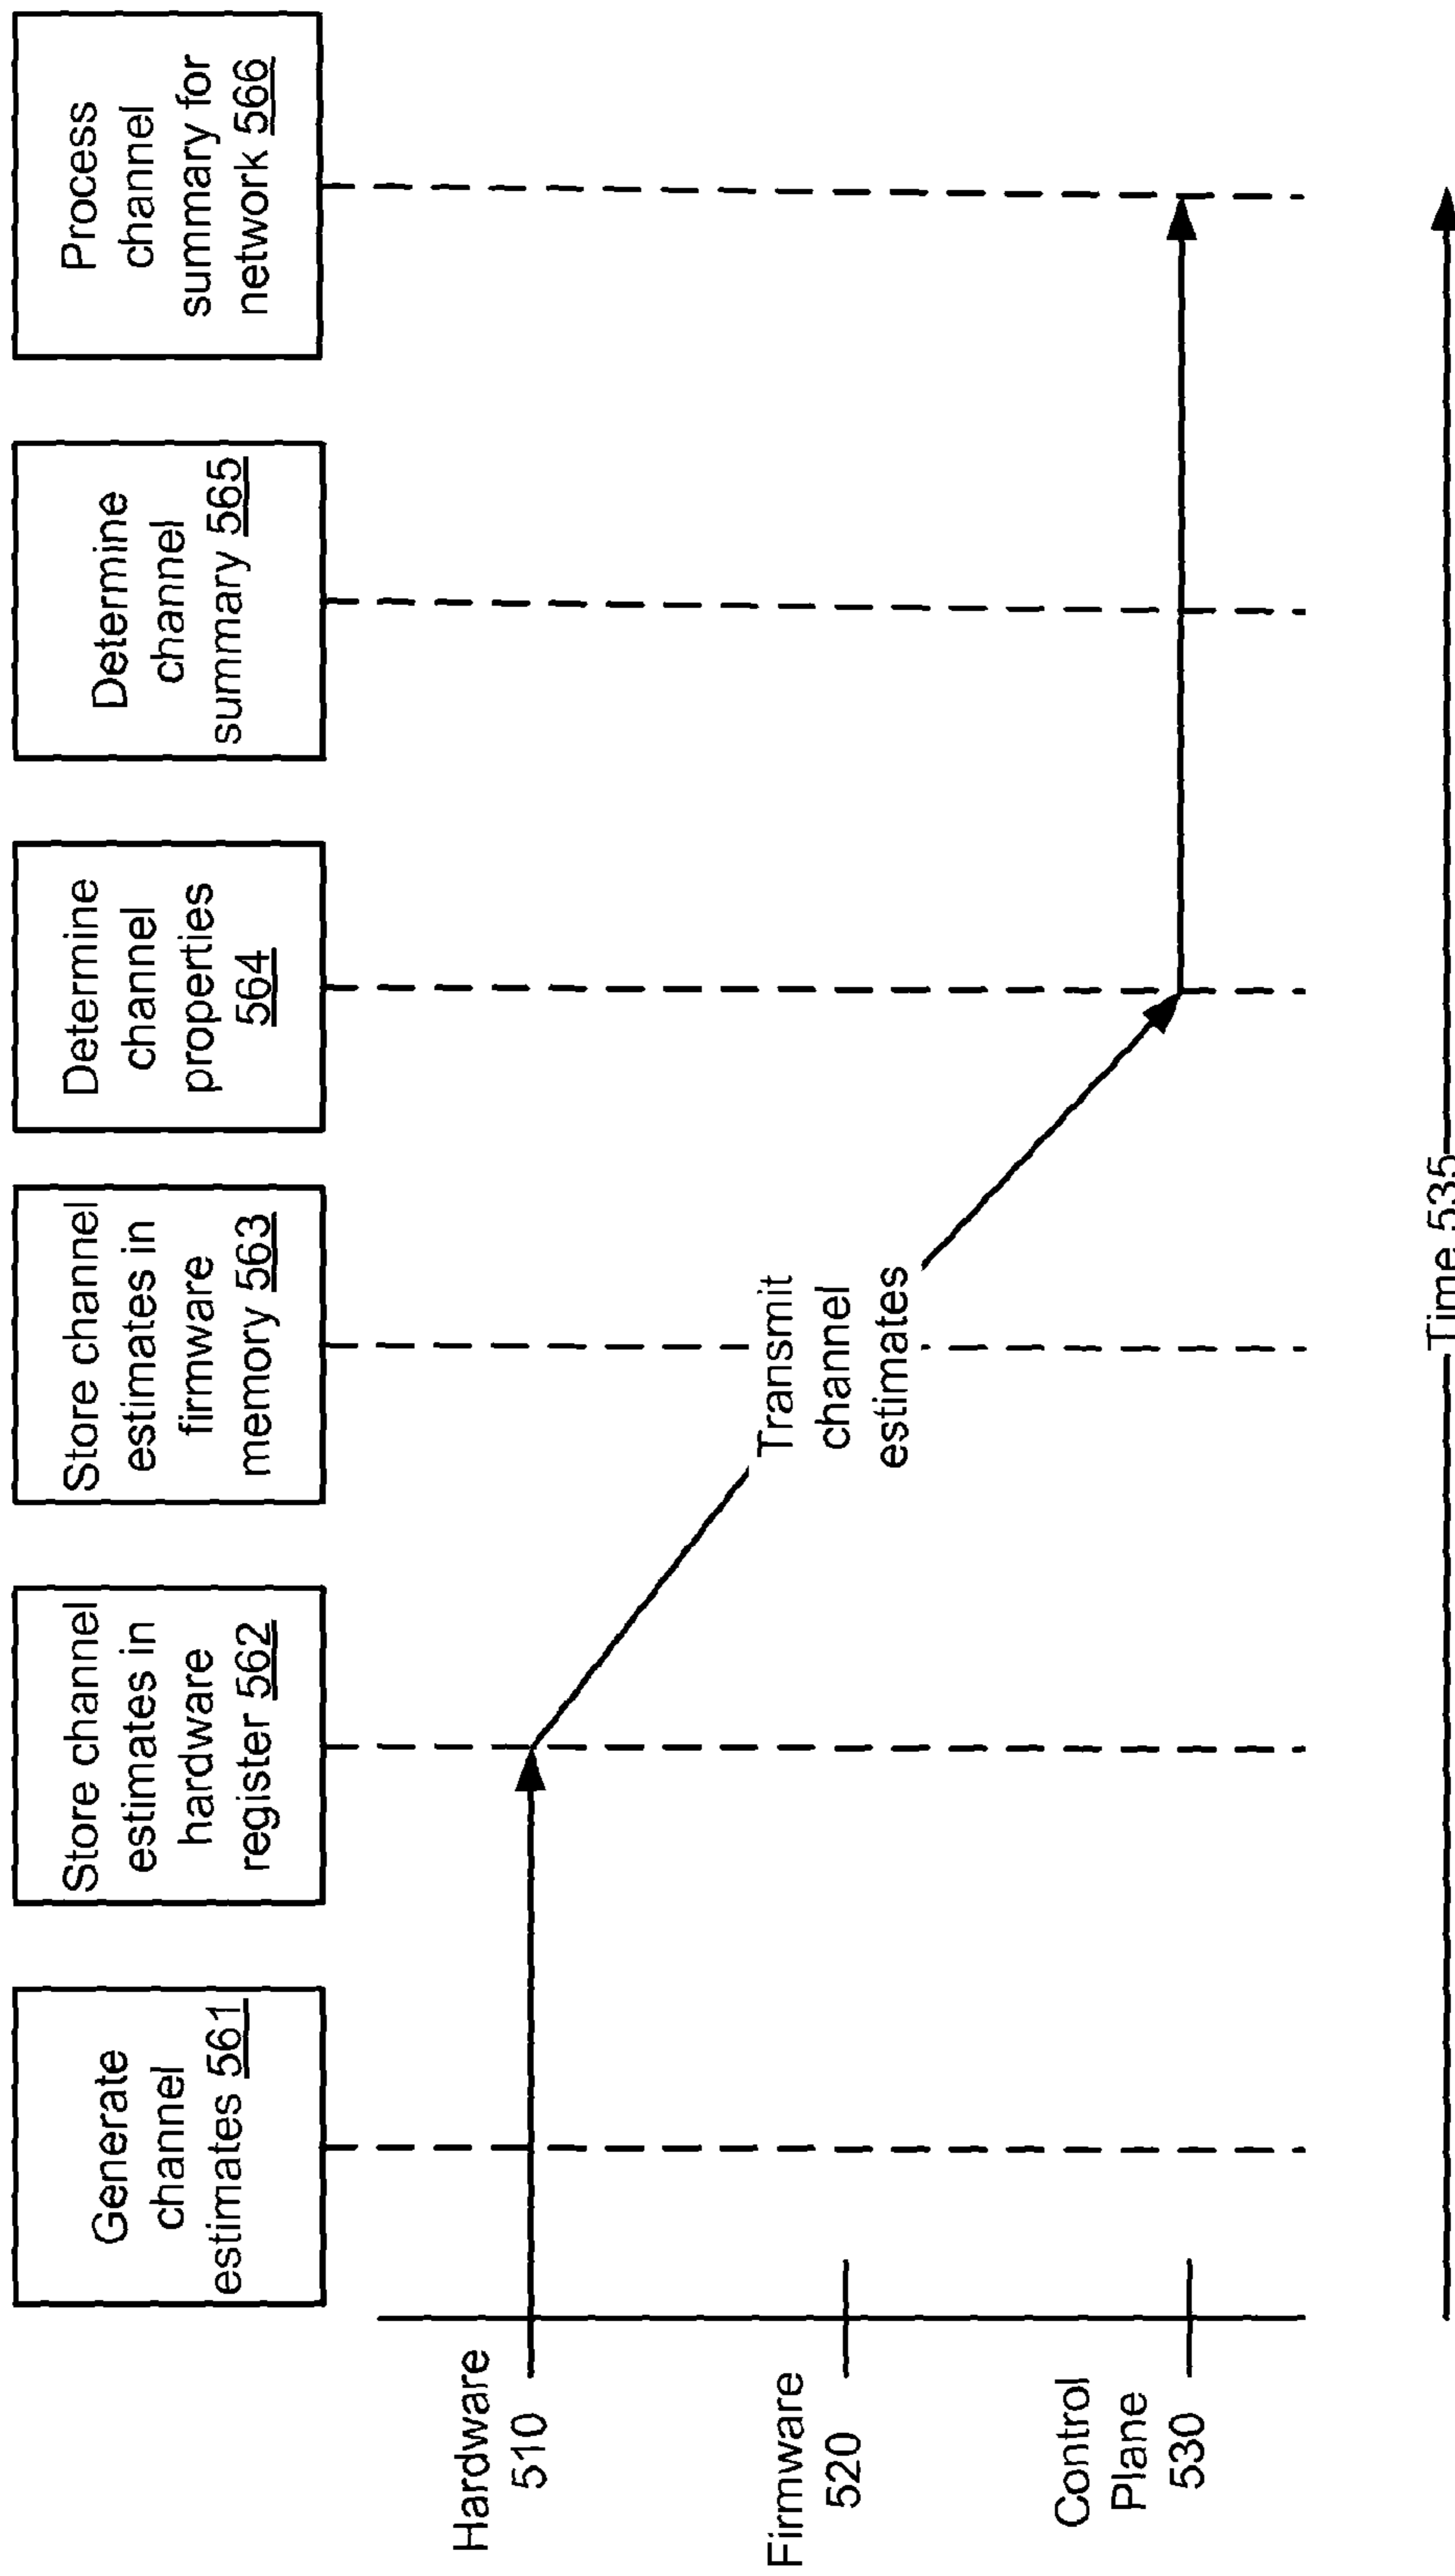 Generate
channel
estimates 561
Store channel
estimates in
hardware
register 562
Store channel
estimates in
firmware
memory 563
Determine
channel
properties
564
Determine
channel
summary 565
Process
channel
summary for
network 566
Hardware
510
Transmit
channel
estimates
Firmware
520
Control
Plane
530
Time 535